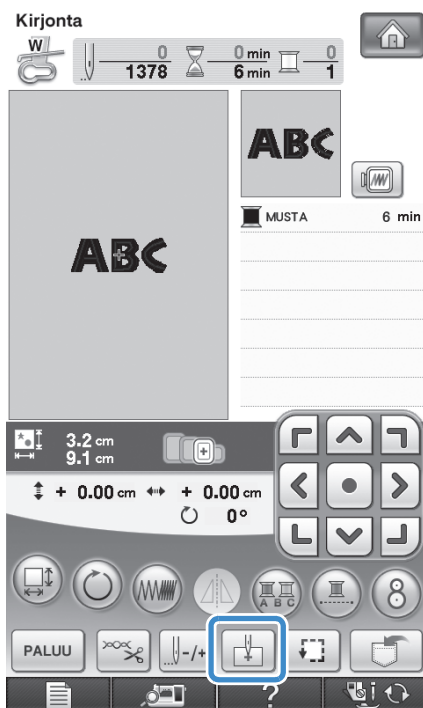 Kirjonta
W
0
1378
0 min
6 min
0
1
ABC
ABC
MUSTA 6 min
3.2 cm
9.1 cm
+ 0.00 cm + 0.00 cm
0°
A B C
PALUU
-/+
?
i